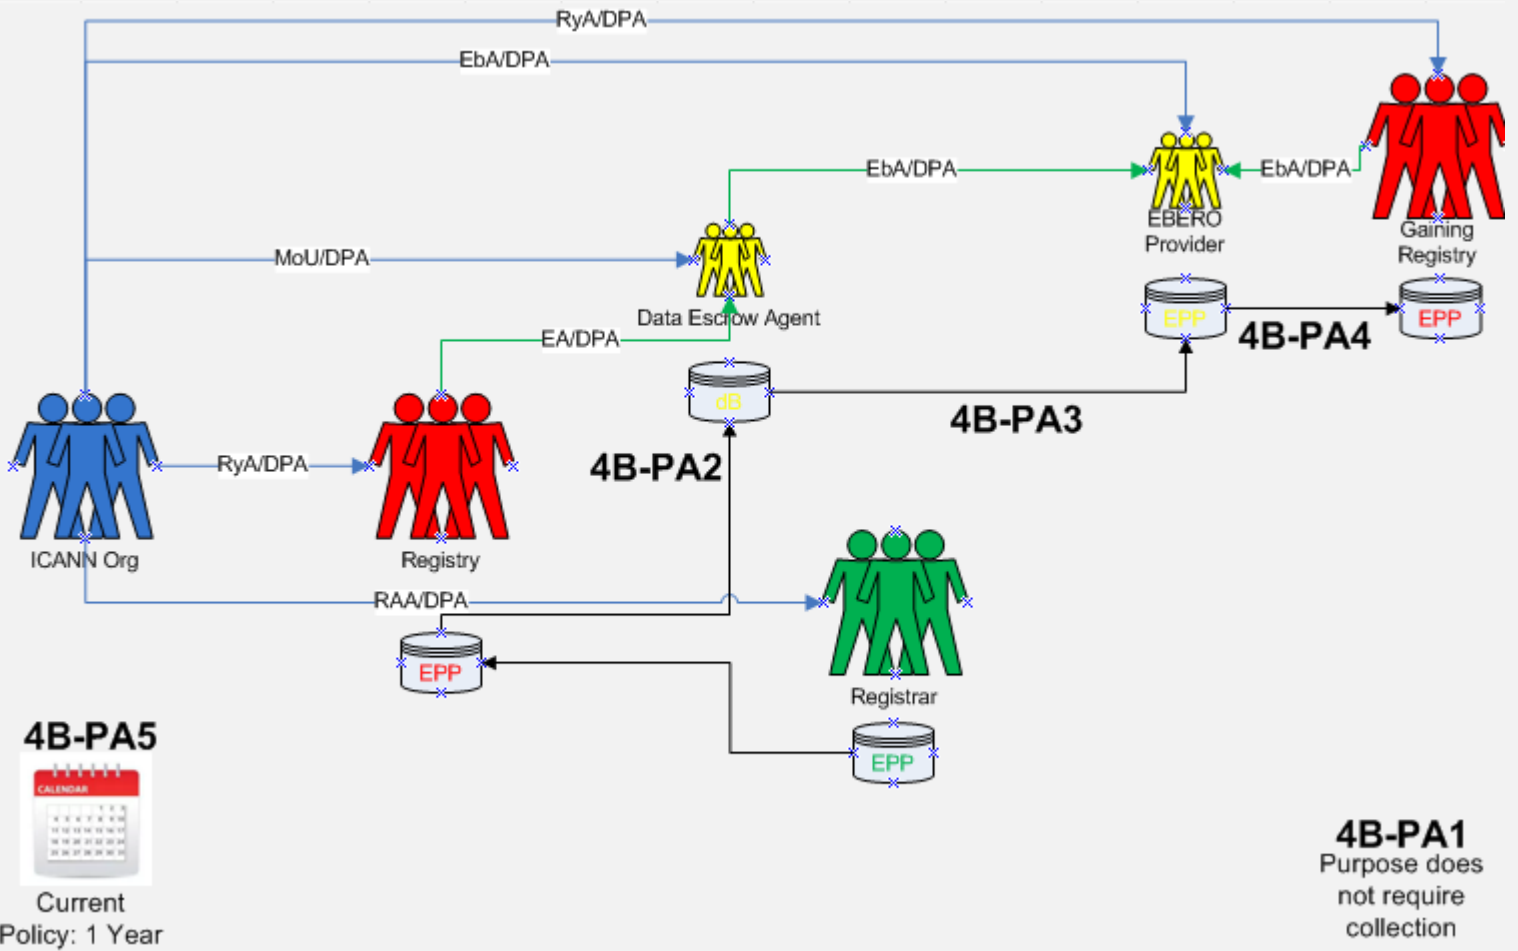 RyA/DPA
EbA/DPA
EbA/DPA
EbA/DPA
EBERO
Provider
Gaining
Registry
MoU/DPA
Data Escrow Agent
EPP
EPP
4B-PA4
EA/DPA
dB
4B-PA3
4B-PA2
RyA/DPA
ICANN Org
Registry
RAA/DPA
EPP
Registrar
EPP
4B-PA5
CALENDAR
Current
Policy: 1 Year
4B-PA1
Purpose does
not require
collection